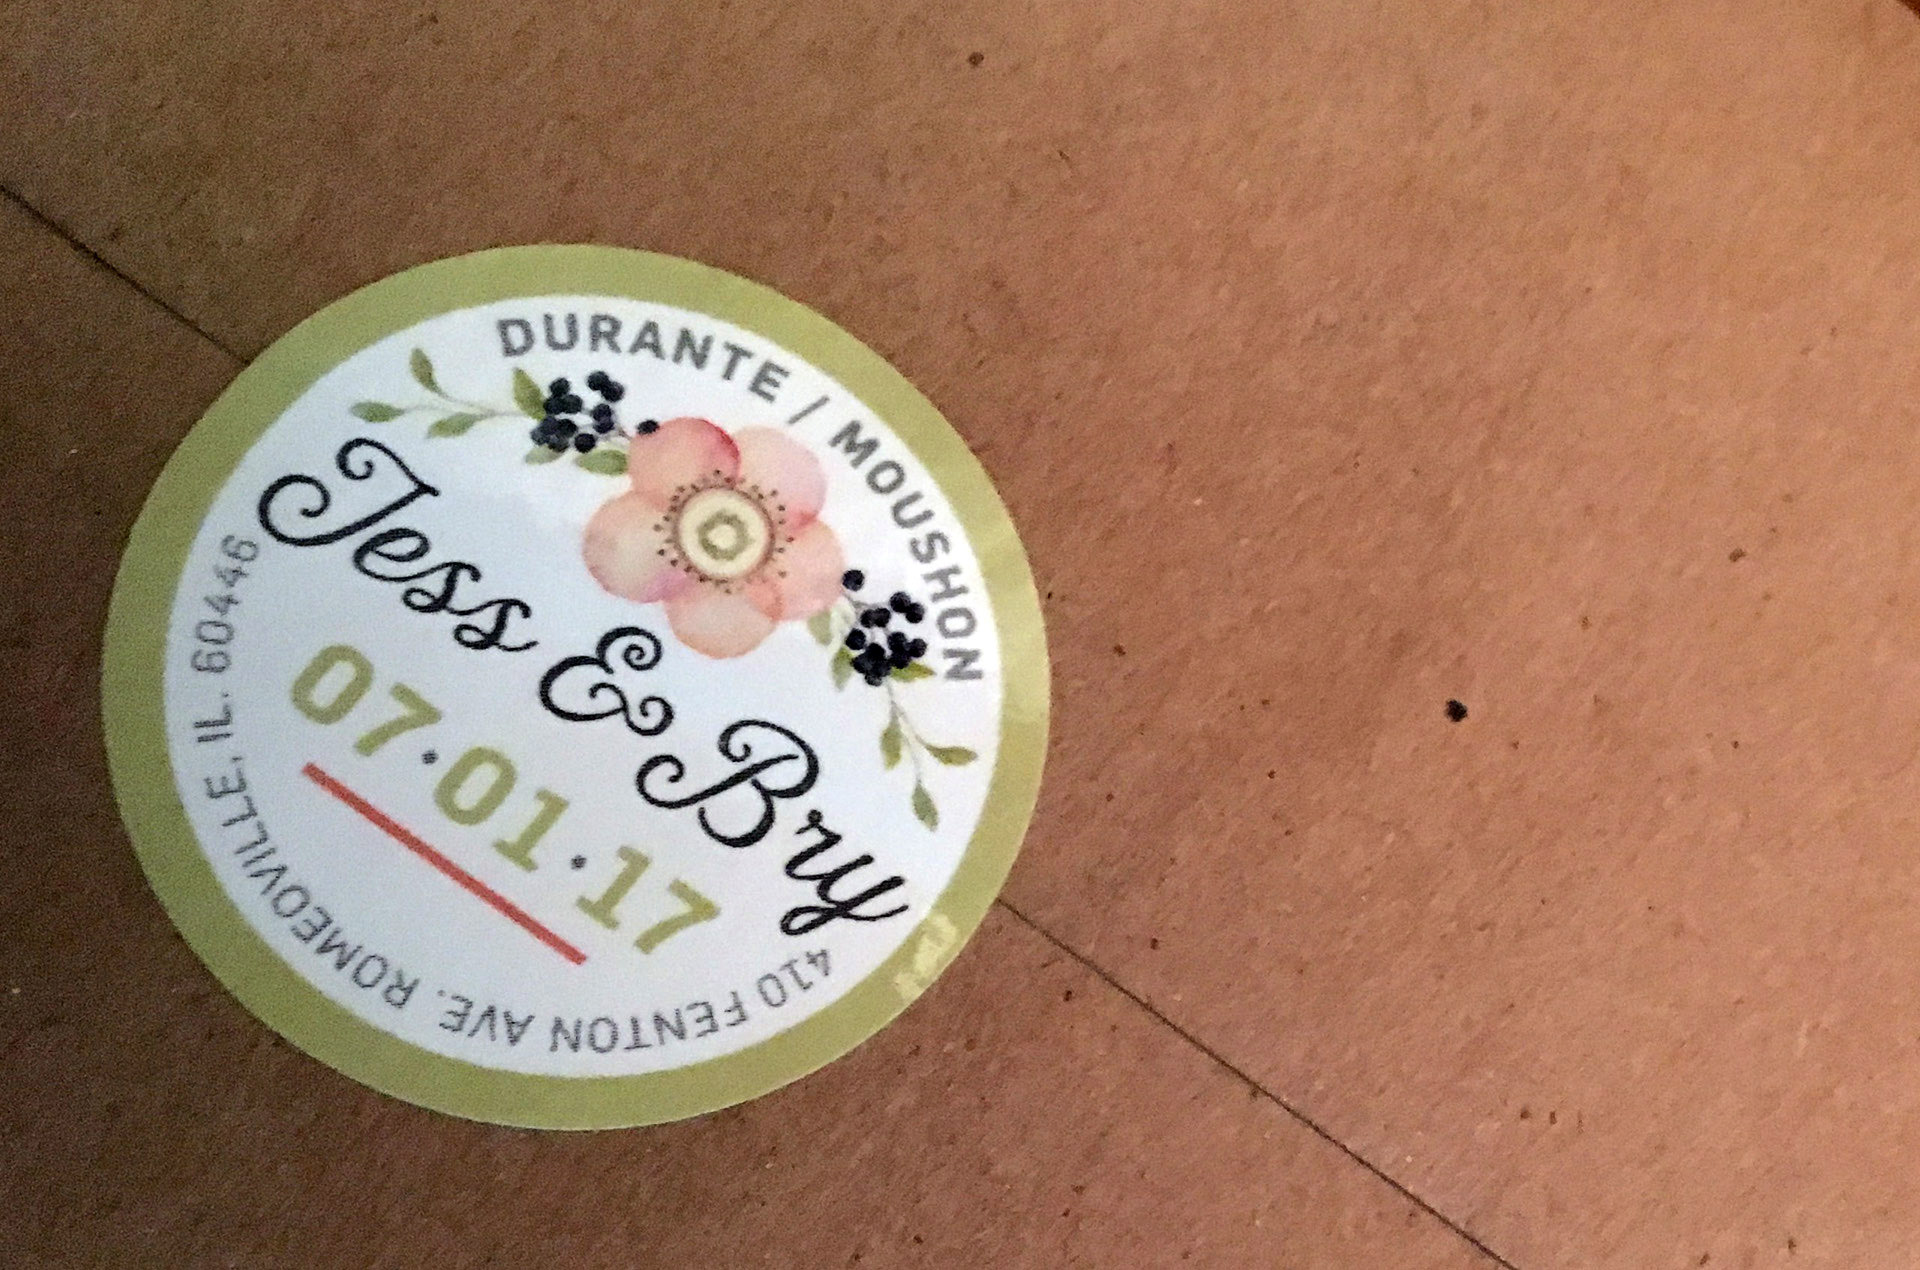 DURANTE / MOUSHON
Jess & Bry
07•01•17
410 FENTON AVE. ROMEOVILLE, IL. 60446